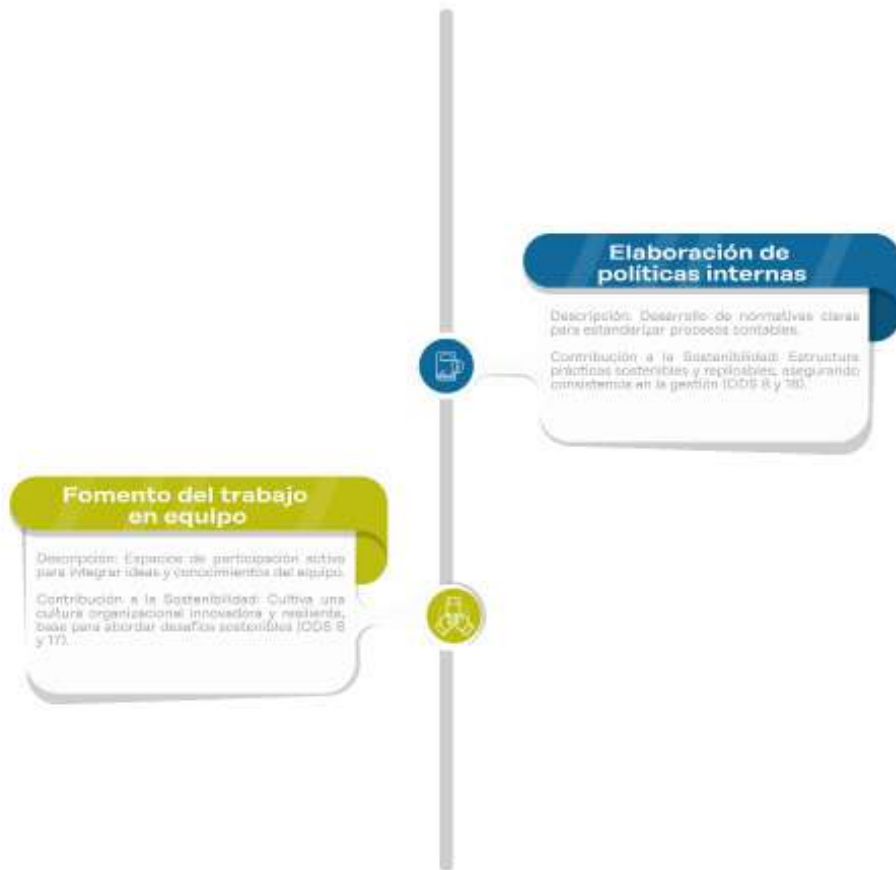 Elaboración de
políticas internas
Descripción: Desarrollo de normativas claras
para estandarizar procesos contables.
Contribución a la Sostenibilidad: Estructura
prácticas sostenibles y replicables, asegurando
consistencia en la gestión (ODS 8 y 16).
Fomento del trabajo
en equipo
Descripción: Espacios de participación activa
para integrar ideas y conocimientos del equipo.
Contribución a la Sostenibilidad: Cultiva una
cultura organizacional innovadora y resiliente,
base para abordar desafíos sostenibles (ODS 8
y 17).